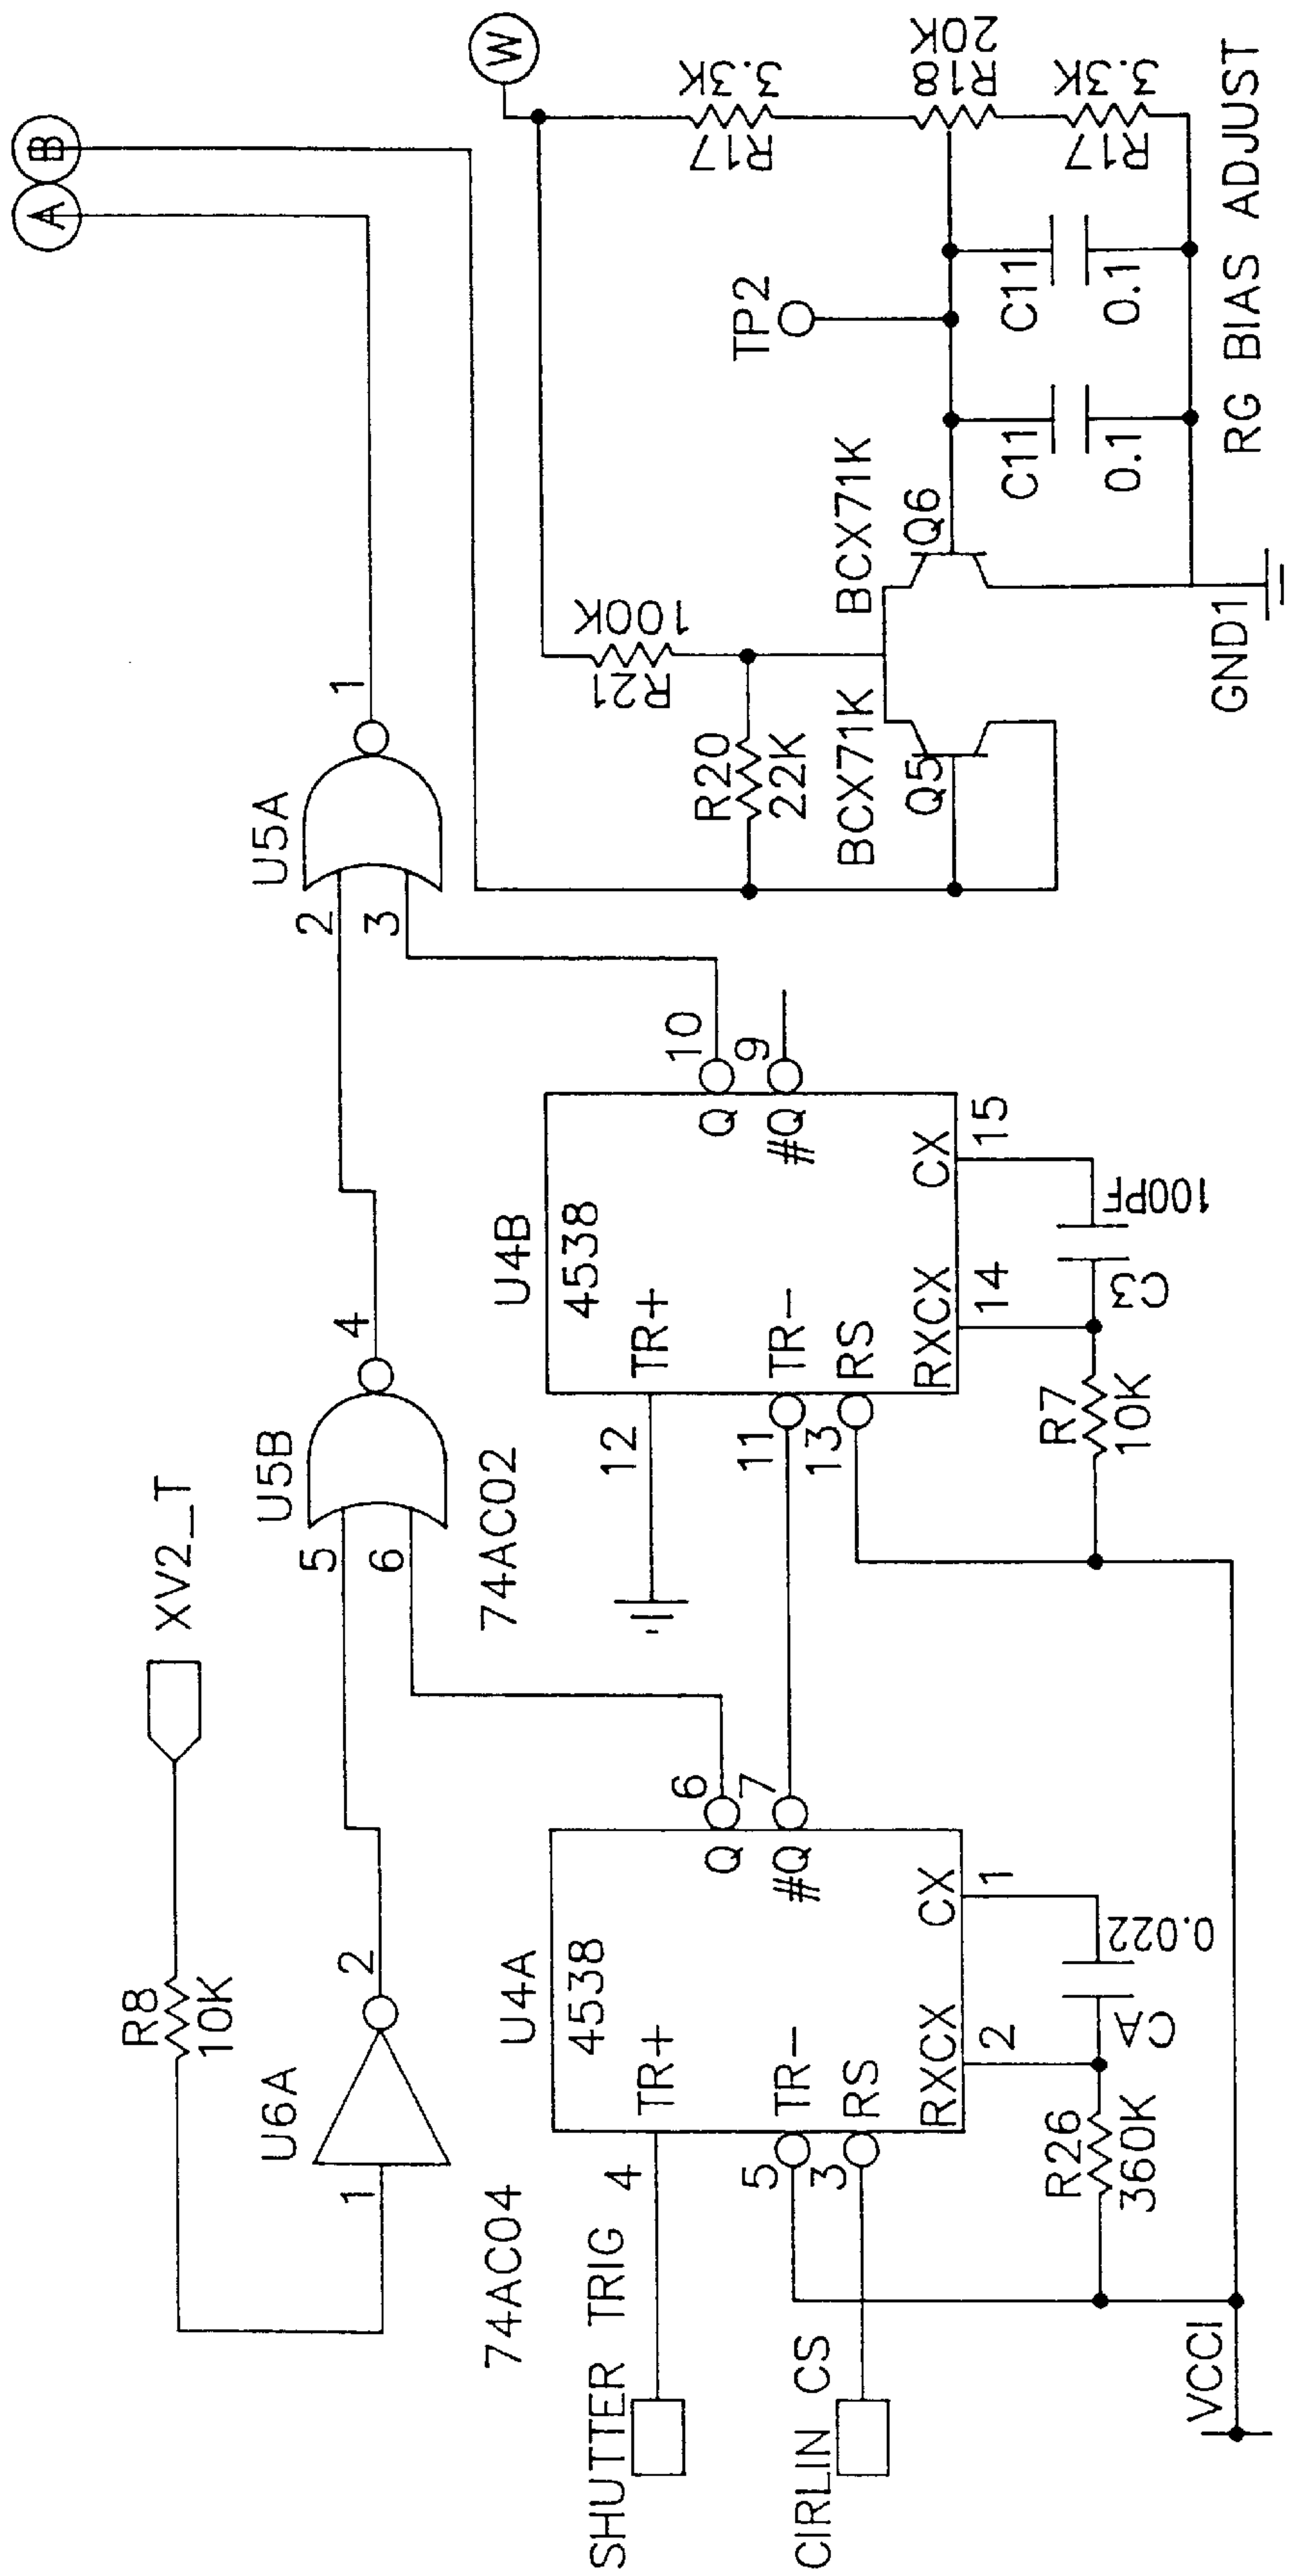 XV2_T
R8
10K
U6A
1
2
74AC04
U5B
5
6
4
74AC02
U5A
2
3
1
A
B
SHUTTER TRIG
4
CIRLIN CS
5
3
U4A
4538
TR+
TR-
RS
Q
#Q
RXCX
CX
6
7
2
1
R26
360K
CA
0.022
VCCI
U4B
4538
TR+
TR-
RS
Q
#Q
RXCX
CX
12
11
13
10
9
14
15
R7
10K
C3
100PF
W
R21
100K
R20
22K
BCX71K
Q5
BCX71K
Q6
TP2
C11
0.1
C11
0.1
R17
3.3K
R18
20K
R17
3.3K
GND1
RG BIAS ADJUST